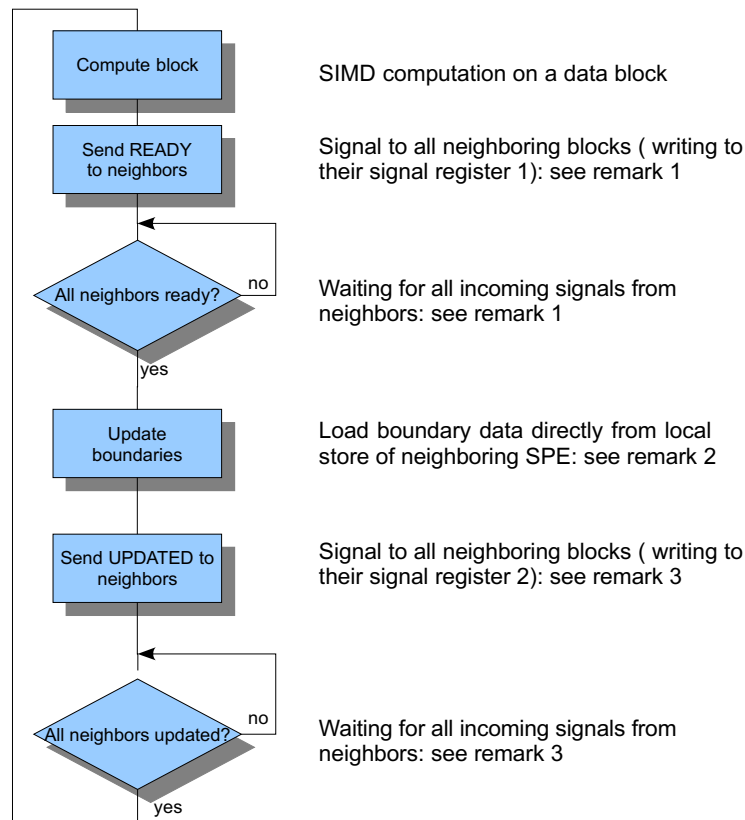 Compute block
SIMD computation on a data block
Send READY
to neighbors
Signal to all neighboring blocks ( writing to
their signal register 1): see remark 1
All neighbors ready?
no
Waiting for all incoming signals from
neighbors: see remark 1
yes
Update
boundaries
Load boundary data directly from local
store of neighboring SPE: see remark 2
Send UPDATED to
neighbors
Signal to all neighboring blocks ( writing to
their signal register 2): see remark 3
All neighbors updated?
no
Waiting for all incoming signals from
neighbors: see remark 3
yes